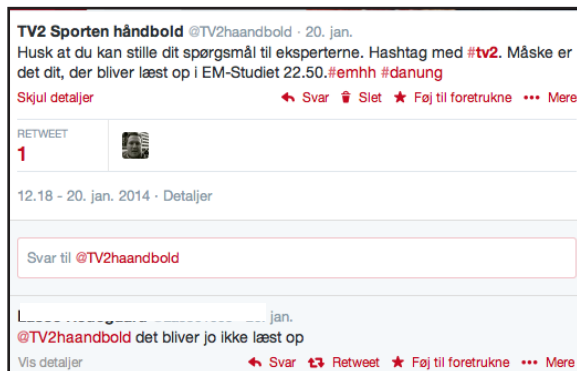 TV2 Sporten håndbold @TV2haandbold · 20. jan.
Husk at du kan stille dit spørgsmål til eksperterne. Hashtag med #tv2. Måske er
det dit, der bliver læst op i EM-Studiet 22.50.#emhh #danung
Skjul detaljer Svar Slet Føj til foretrukne Mere
RETWEET
1
12.18 - 20. jan. 2014 · Detaljer
Svar til @TV2haandbold
jan.
@TV2haandbold det bliver jo ikke læst op
Vis detaljer Svar Retweet Føj til foretrukne Mere